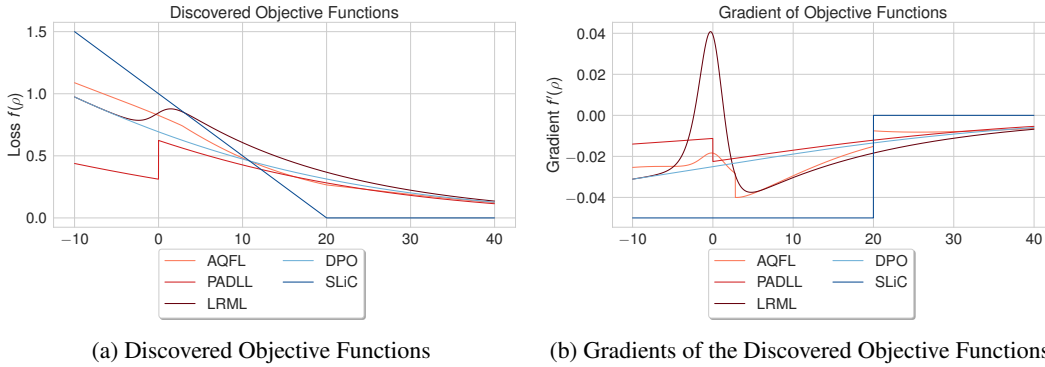 Discovered Objective Functions
Loss f(ρ)
1.5
1.0
0.5
0.0
−10 0 10 20 30 40
AQFL DPO
PADLL SLiC
LRML
(a) Discovered Objective Functions
Gradient of Objective Functions
Gradient f′(ρ)
0.04
0.02
0.00
−0.02
−0.04
−10 0 10 20 30 40
AQFL DPO
PADLL SLiC
LRML
(b) Gradients of the Discovered Objective Functions